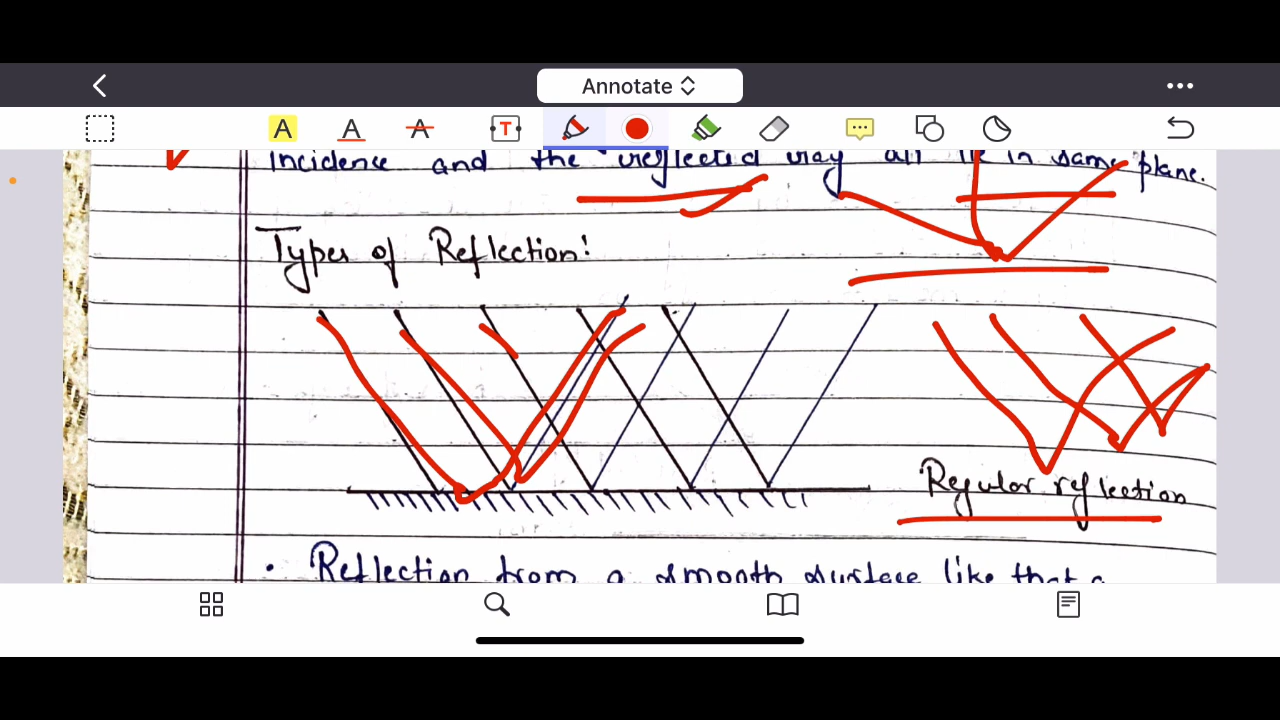 Annotate
A A A T
Incidence and the reflected ray all lie in same plane.
Types of Reflection:
Regular reflection
• Reflection from a smooth surface like that a